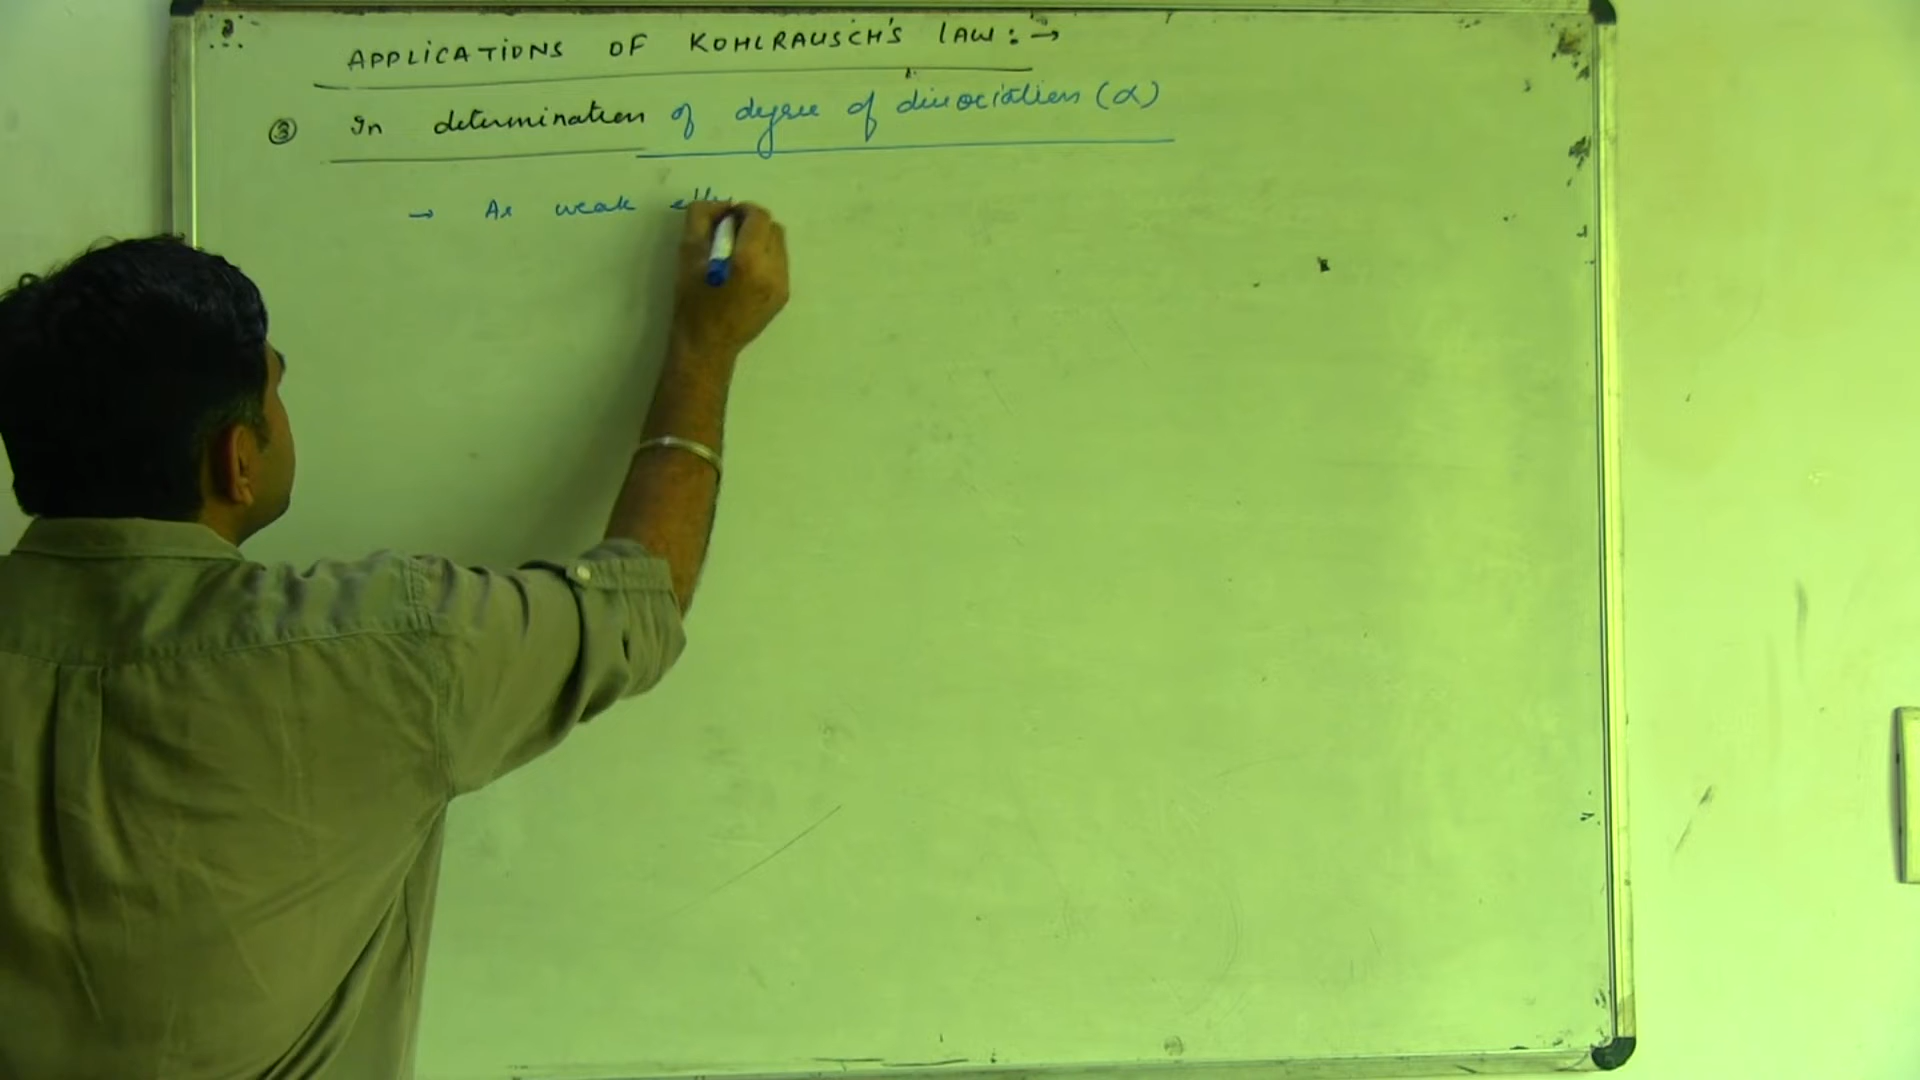 APPLICATIONS OF KOHLRAUSCH'S LAW:→
③ In determination of degree of dissociation (α)
→ As weak